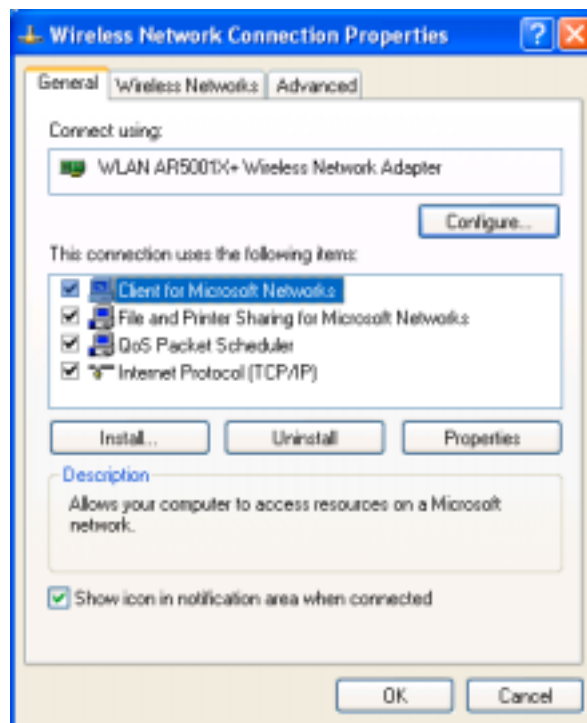 Wireless Network Connection Properties
General Wireless Networks Advanced
Connect using:
WLAN AR5001X+ Wireless Network Adapter
Configure...
This connection uses the following items:
Client for Microsoft Networks
File and Printer Sharing for Microsoft Networks
QoS Packet Scheduler
Internet Protocol (TCP/IP)
Install... Uninstall Properties
Description
Allows your computer to access resources on a Microsoft
network.
Show icon in notification area when connected
OK Cancel